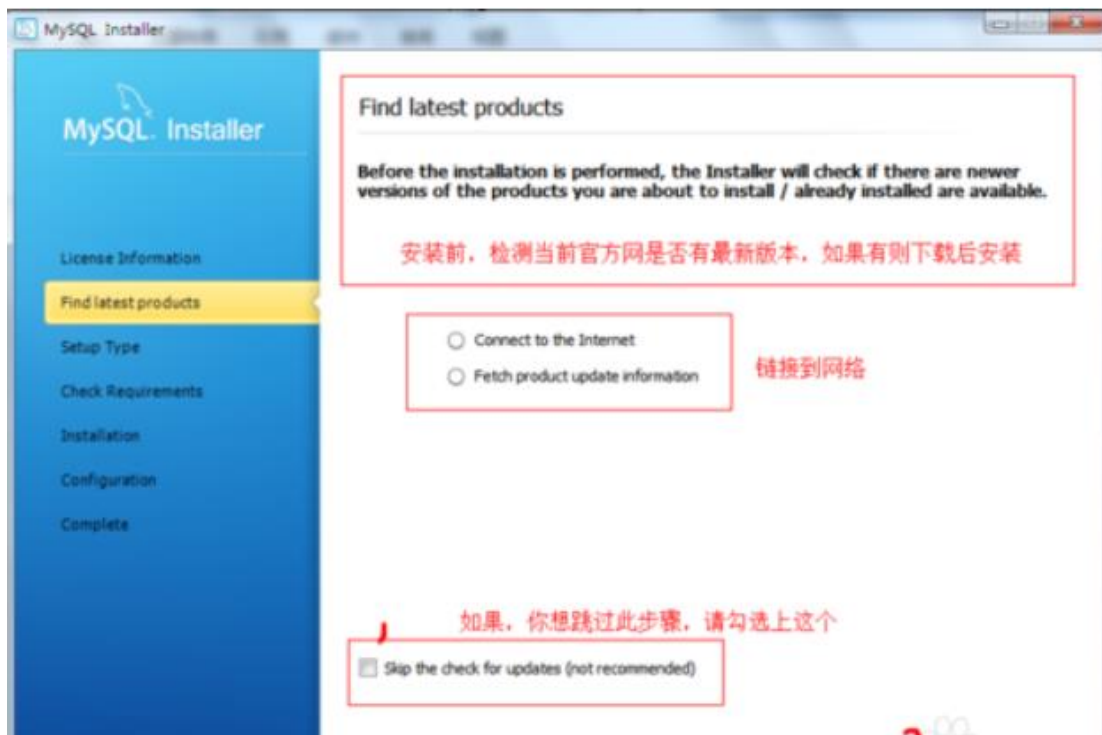 MySQL Installer
MySQL. Installer
License Information
Find latest products
Setup Type
Check Requirements
Installation
Configuration
Complete
Find latest products
Before the installation is performed, the Installer will check if there are newer
versions of the products you are about to install / already installed are available.
安装前，检测当前官方网是否有最新版本，如果有则下载后安装
Connect to the Internet
Fetch product update information
链接到网络
如果，你想跳过此步骤，请勾选上这个
Skip the check for updates (not recommended)